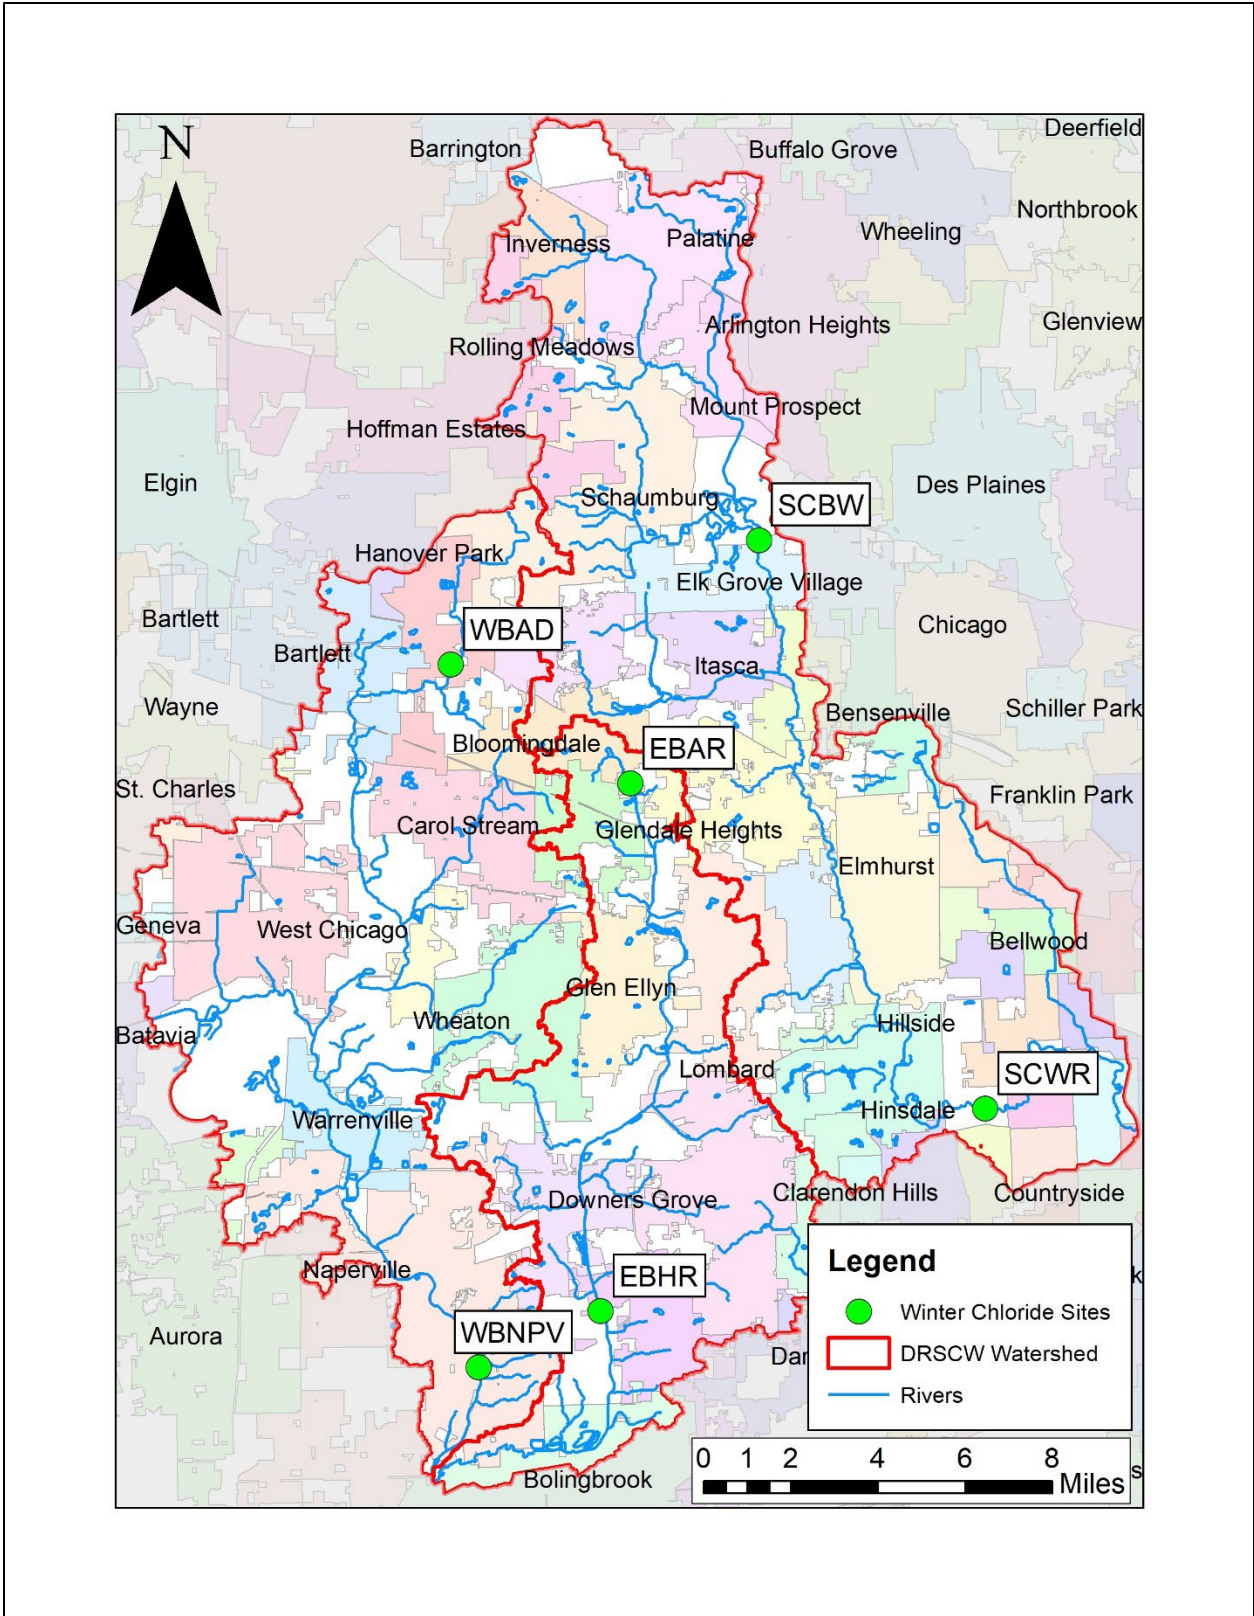 Deerfield
N
Barrington
Buffalo Grove
Northbrook
Inverness
Palatine
Wheeling
Arlington Heights
Glenview
Rolling Meadows
Mount Prospect
Hoffman Estates
Elgin
Schaumburg
SCBW
Des Plaines
Hanover Park
Elk Grove Village
Bartlett
WBAD
Chicago
Bartlett
Itasca
Wayne
Bensenville
Schiller Park
Bloomingdale
EBAR
St. Charles
Franklin Park
Carol Stream
Glendale Heights
Elmhurst
Geneva
West Chicago
Bellwood
Glen Ellyn
Wheaton
Hillside
Batavia
Lombard
SCWR
Warrenville
Hinsdale
Downers Grove
Clarendon Hills
Countryside
Naperville
EBHR
Legend
k
Winter Chloride Sites
Aurora
WBNPV
Dar
DRSCW Watershed
Rivers
Bolingbrook
0 1 2 4 6 8
Miles
s